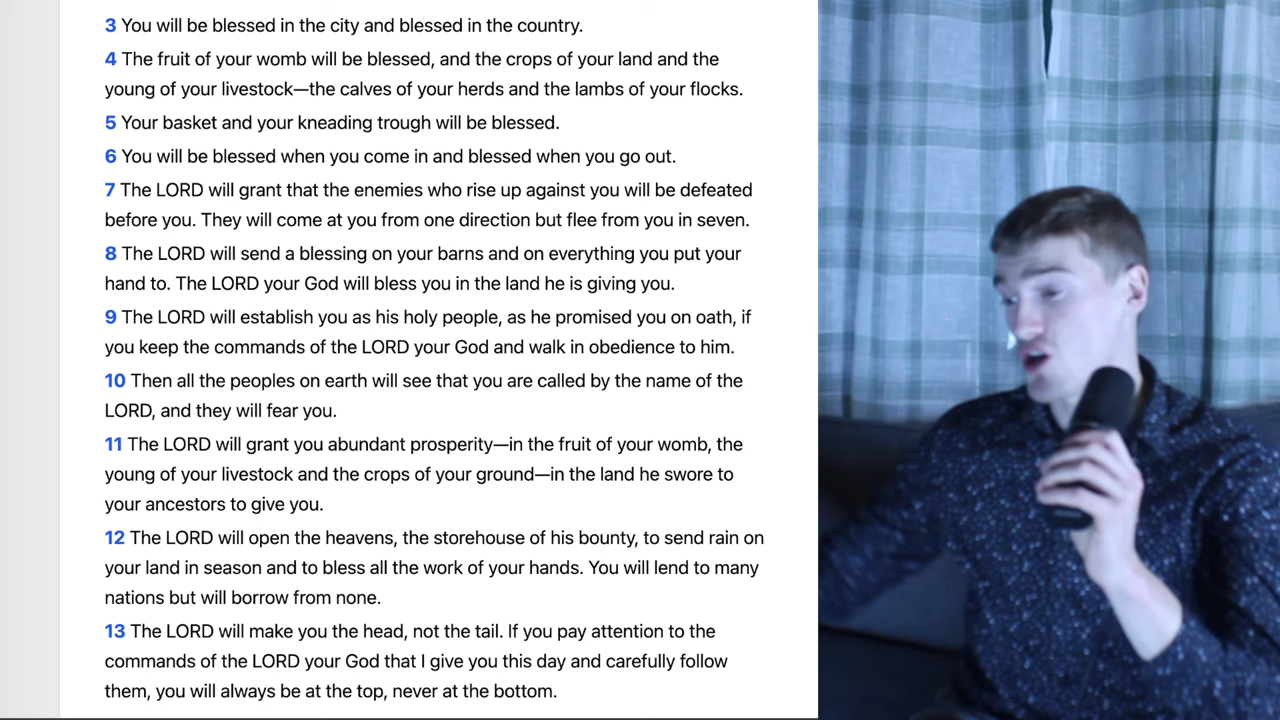 3 You will be blessed in the city and blessed in the country.
4 The fruit of your womb will be blessed, and the crops of your land and the
young of your livestock—the calves of your herds and the lambs of your flocks.
5 Your basket and your kneading trough will be blessed.
6 You will be blessed when you come in and blessed when you go out.
7 The LORD will grant that the enemies who rise up against you will be defeated
before you. They will come at you from one direction but flee from you in seven.
8 The LORD will send a blessing on your barns and on everything you put your
hand to. The LORD your God will bless you in the land he is giving you.
9 The LORD will establish you as his holy people, as he promised you on oath, if
you keep the commands of the LORD your God and walk in obedience to him.
10 Then all the peoples on earth will see that you are called by the name of the
LORD, and they will fear you.
11 The LORD will grant you abundant prosperity—in the fruit of your womb, the
young of your livestock and the crops of your ground—in the land he swore to
your ancestors to give you.
12 The LORD will open the heavens, the storehouse of his bounty, to send rain on
your land in season and to bless all the work of your hands. You will lend to many
nations but will borrow from none.
13 The LORD will make you the head, not the tail. If you pay attention to the
commands of the LORD your God that I give you this day and carefully follow
them, you will always be at the top, never at the bottom.